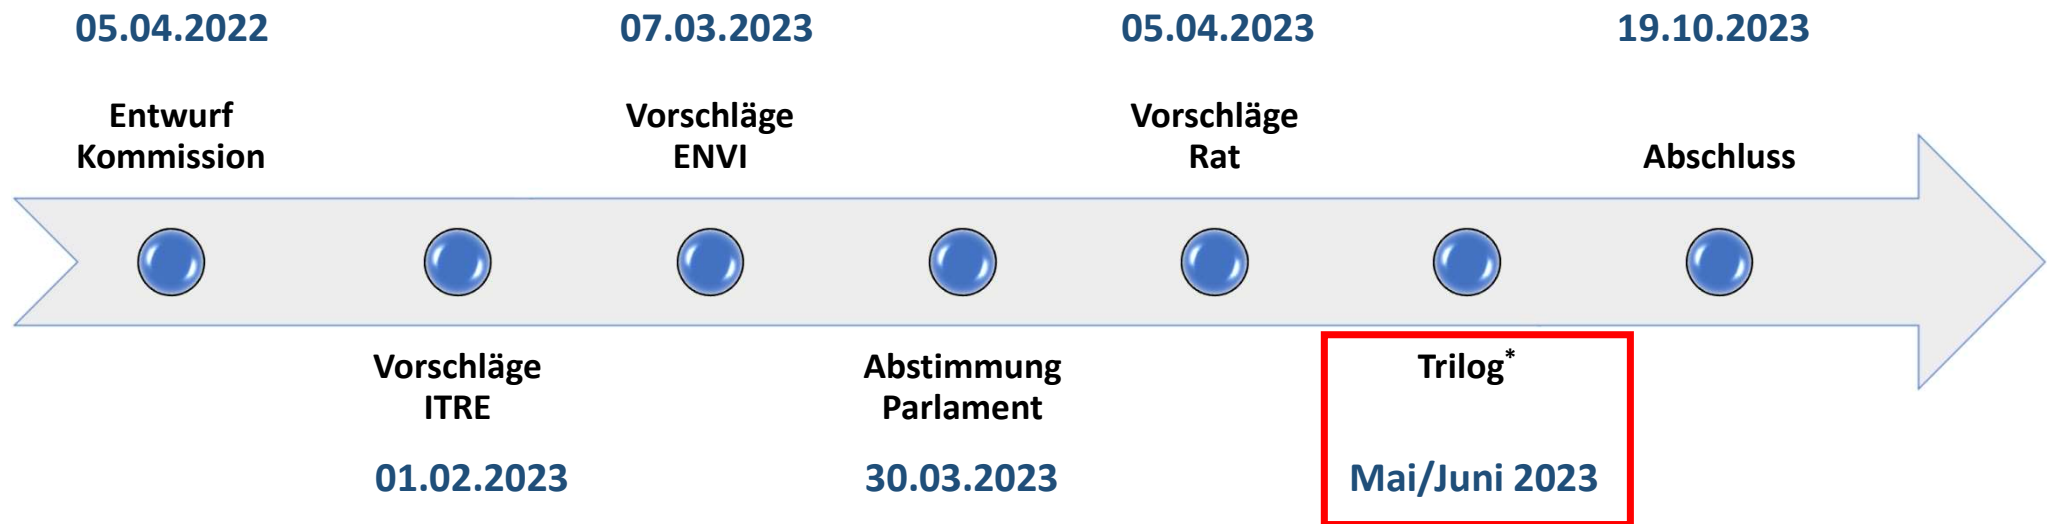 05.04.2022
07.03.2023
05.04.2023
19.10.2023
Entwurf
Kommission
Vorschläge
ENVI
Vorschläge
Rat
Abschluss
Vorschläge
ITRE
01.02.2023
Abstimmung
Parlament
30.03.2023
Trilog*
Mai/Juni 2023